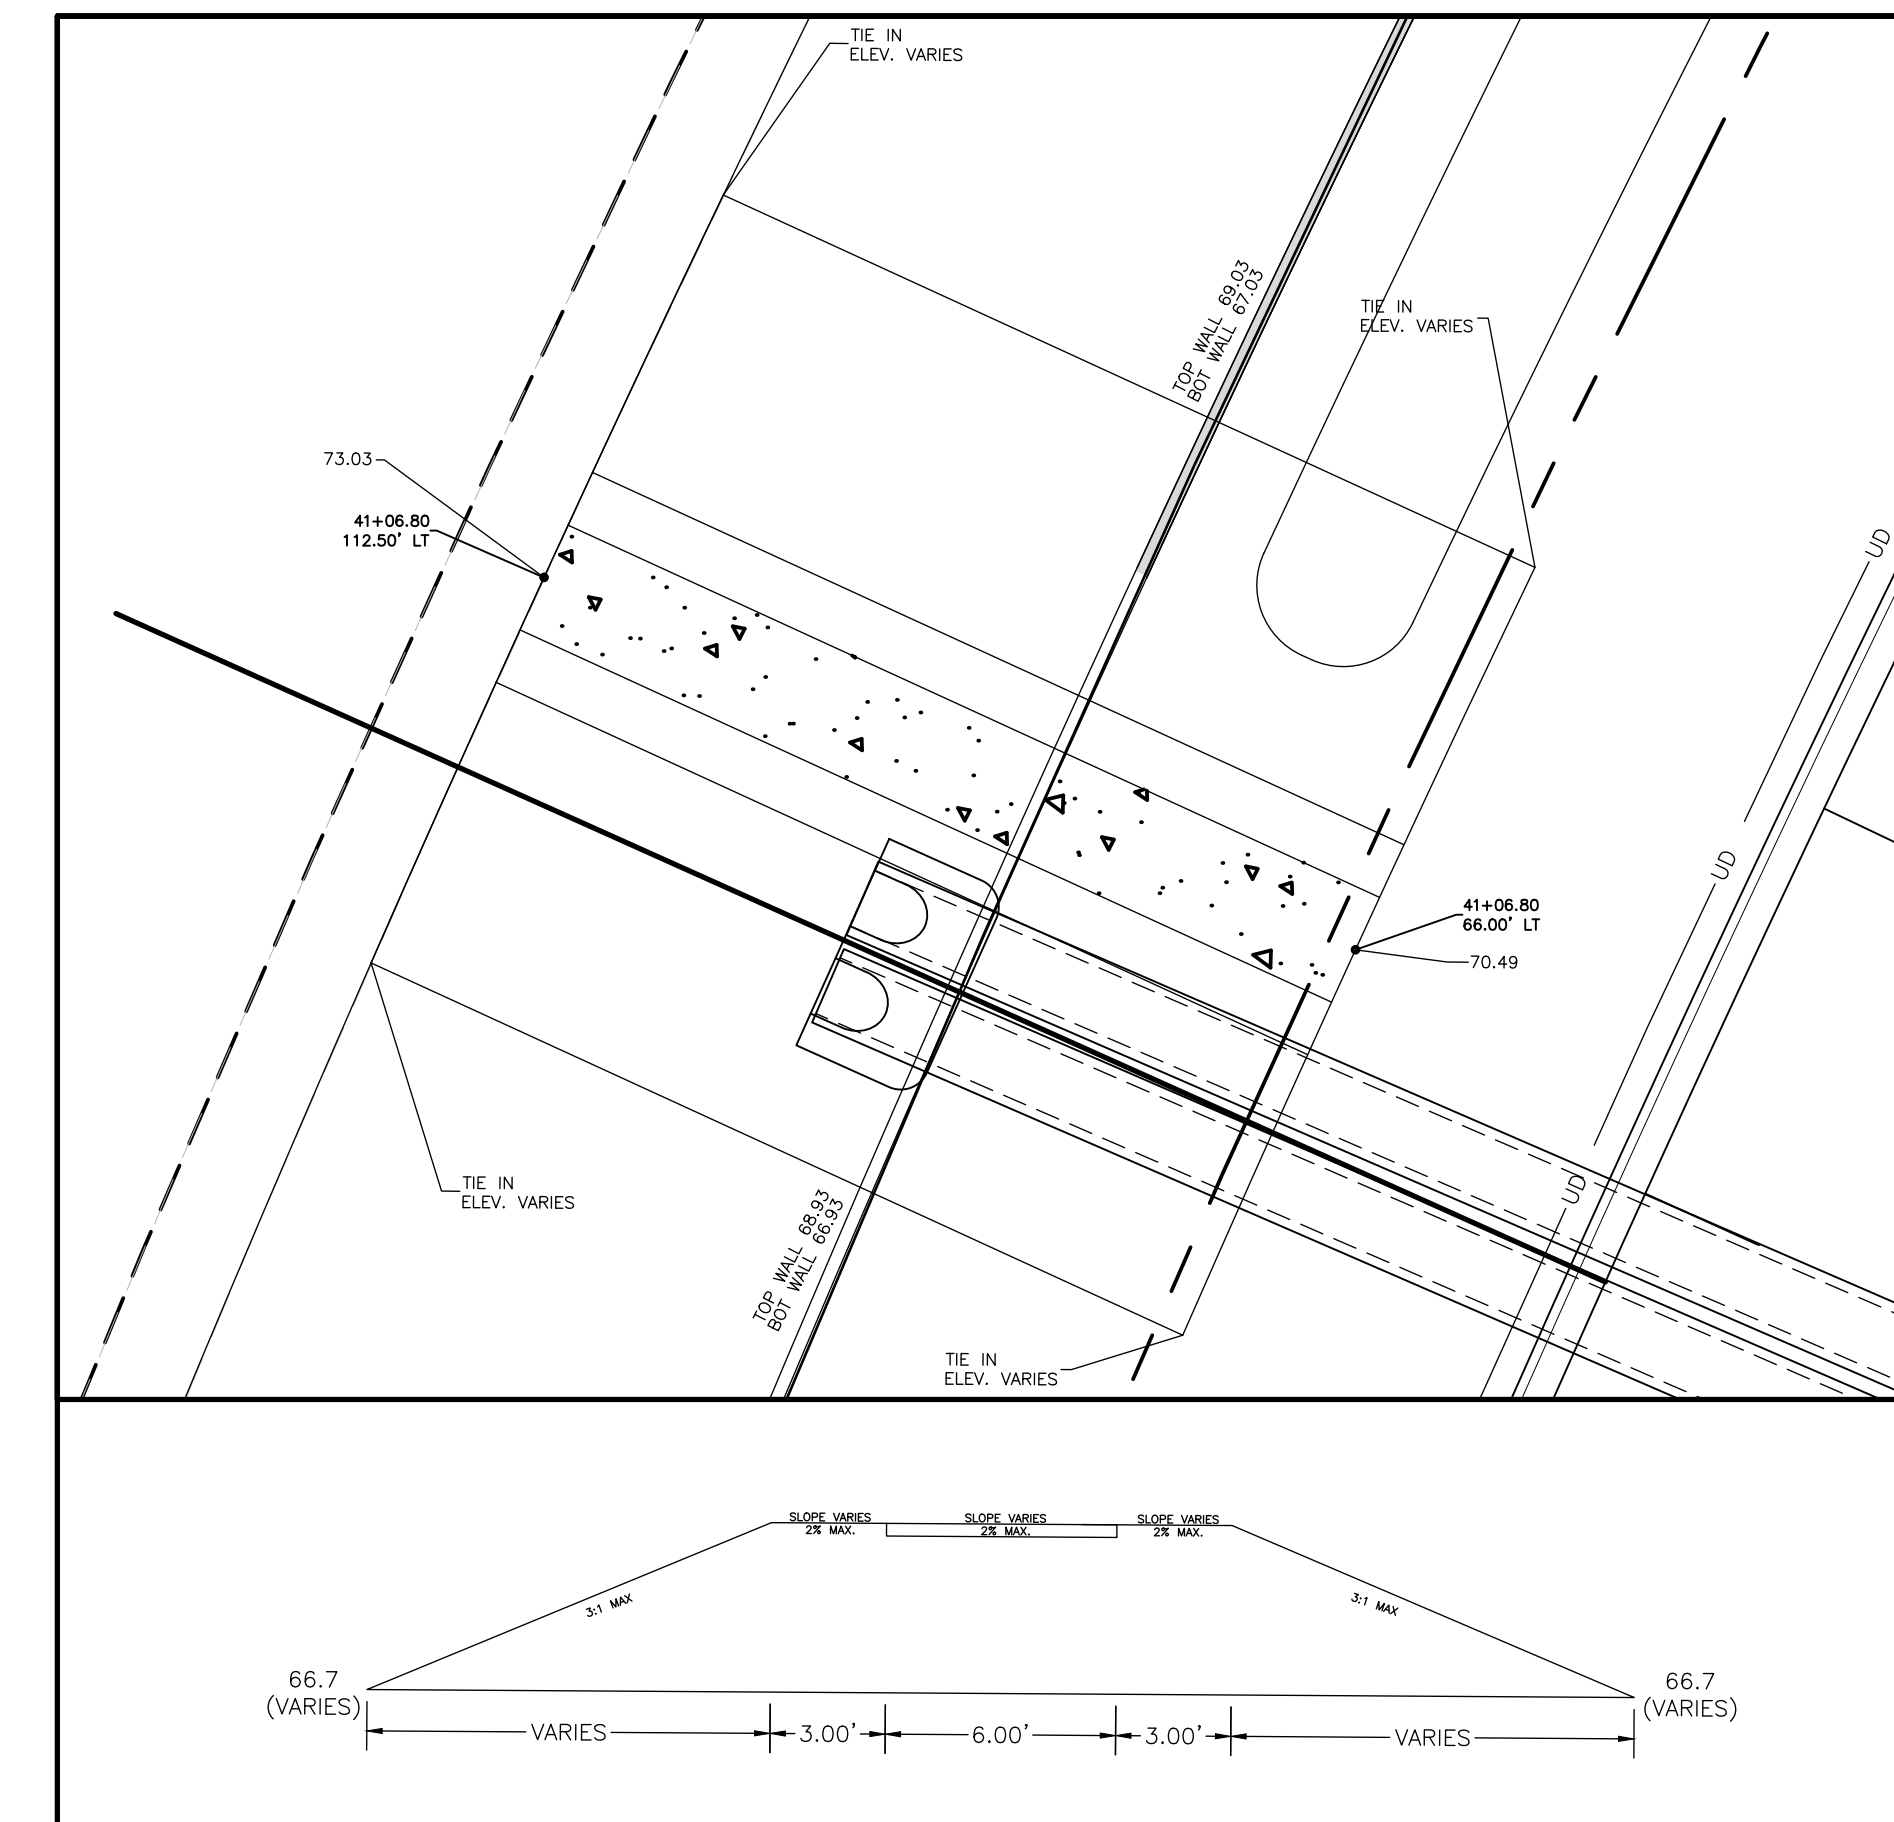 TIE IN
ELEV. VARIES
TOP WALL 69.03
BOT WALL 67.03
TIE IN
ELEV. VARIES
73.03
41+06.80
112.50' LT
UD
UD
41+06.80
66.00' LT
70.49
TIE IN
ELEV. VARIES
UD
TOP WALL 68.93
BOT WALL 66.93
TIE IN
ELEV. VARIES
SLOPE VARIES
2% MAX.
SLOPE VARIES
2% MAX.
SLOPE VARIES
2% MAX.
3:1 MAX
3:1 MAX
66.7
(VARIES)
66.7
(VARIES)
VARIES
3.00'
6.00'
3.00'
VARIES